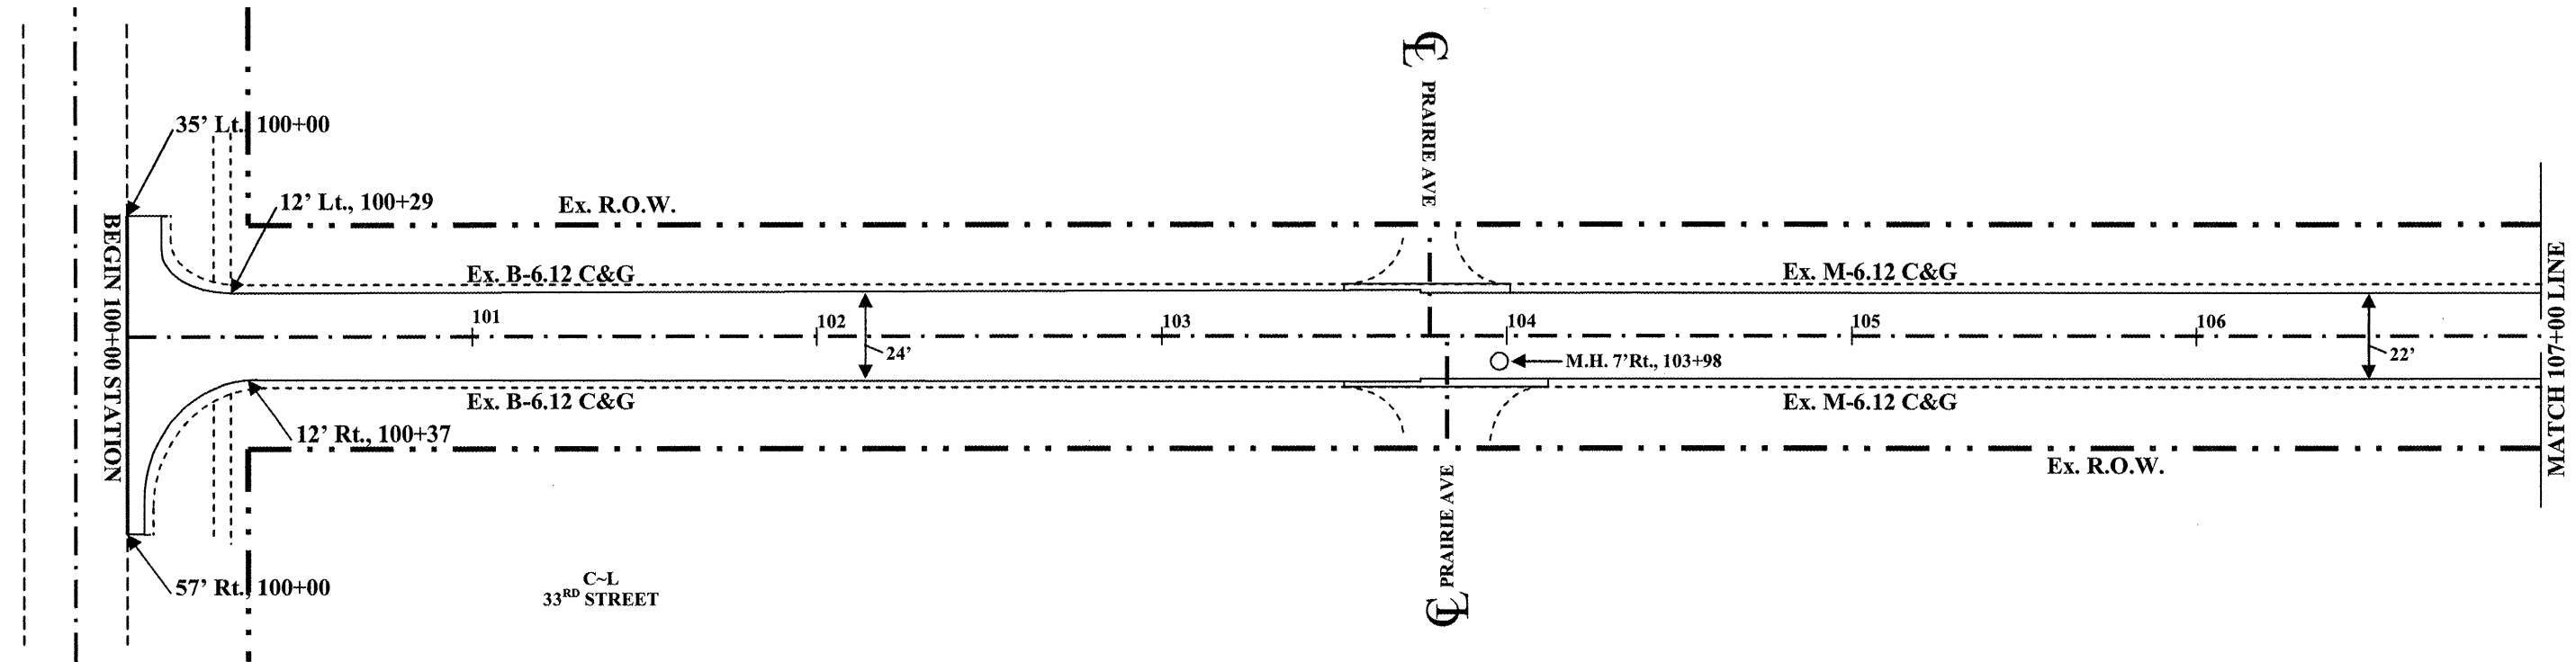 CL
PRAIRIE AVE
35' Lt., 100+00
12' Lt., 100+29
Ex. R.O.W.
BEGIN 100+00 STATION
Ex. B-6.12 C&G
Ex. M-6.12 C&G
101
102
103
104
105
106
24'
22'
M.H. 7'Rt., 103+98
MATCH 107+00 LINE
Ex. B-6.12 C&G
Ex. M-6.12 C&G
12' Rt., 100+37
Ex. R.O.W.
57' Rt., 100+00
C~L
33RD STREET
PRAIRIE AVE
CL